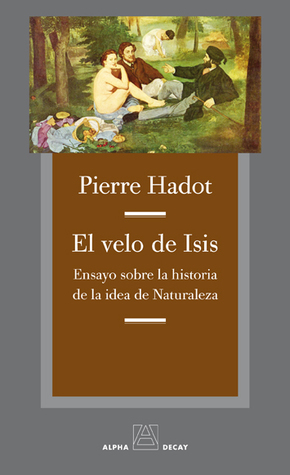 Pierre Hadot
El velo de Isis
Ensayo sobre la historia
de la idea de Naturaleza
ALPHA DECAY